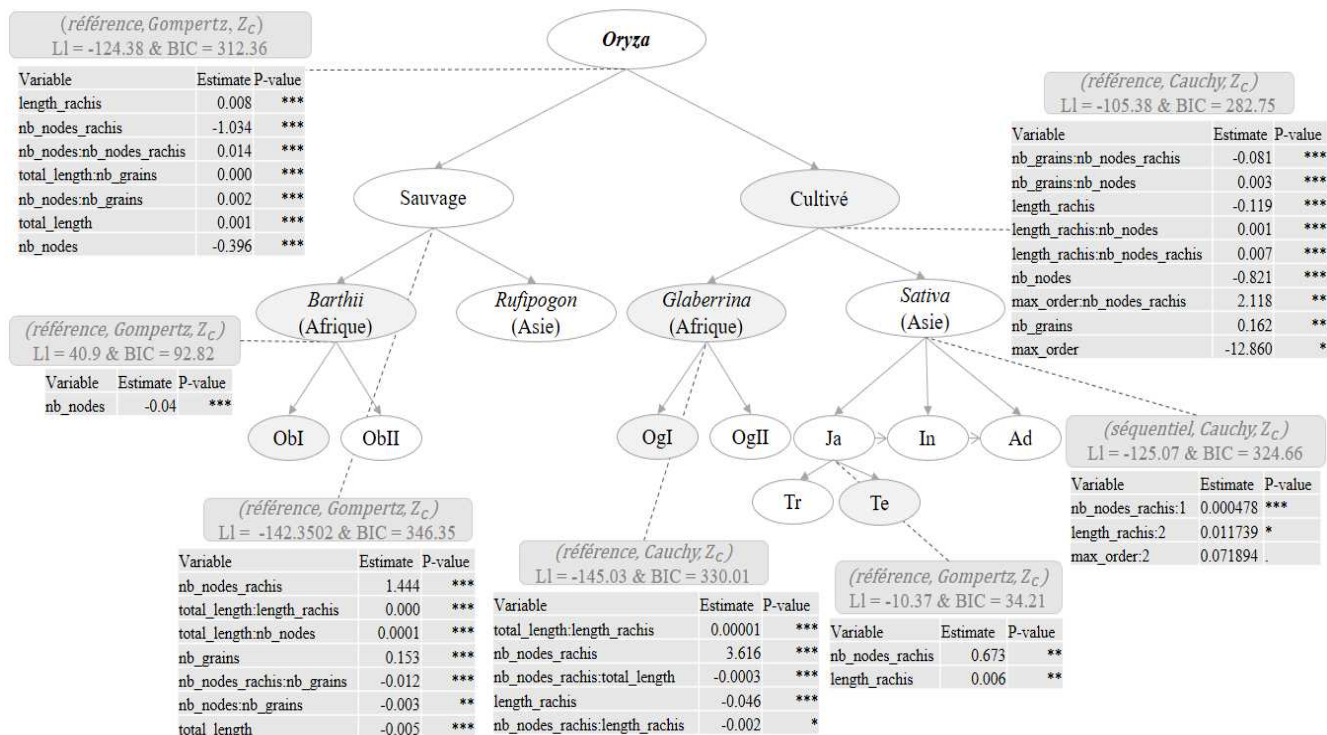 (référence, Gompertz, Z_C)
Ll = -124.38 & BIC = 312.36
Variable Estimate P-value
length_rachis 0.008 ***
nb_nodes_rachis -1.034 ***
nb_nodes:nb_nodes_rachis 0.014 ***
total_length:nb_grains 0.000 ***
nb_nodes:nb_grains 0.002 ***
total_length 0.001 ***
nb_nodes -0.396 ***
Oryza
(référence, Cauchy, Z_C)
Ll = -105.38 & BIC = 282.75
Variable Estimate P-value
nb_grains:nb_nodes_rachis -0.081 ***
nb_grains:nb_nodes 0.003 ***
length_rachis -0.119 ***
length_rachis:nb_nodes 0.001 ***
length_rachis:nb_nodes_rachis 0.007 ***
nb_nodes -0.821 ***
max_order:nb_nodes_rachis 2.118 **
nb_grains 0.162 **
max_order -12.860 *
Sauvage
Cultivé
Barthii
(Afrique)
Rufipogon
(Asie)
Glaberrina
(Afrique)
Sativa
(Asie)
(référence, Gompertz, Z_C)
Ll = 40.9 & BIC = 92.82
Variable Estimate P-value
nb_nodes -0.04 ***
ObI
ObII
OgI
OgII
Ja
In
Ad
Tr
Te
(séquentiel, Cauchy, Z_C)
Ll = -125.07 & BIC = 324.66
Variable Estimate P-value
nb_nodes_rachis:1 0.000478 ***
length_rachis:2 0.011739 *
max_order:2 0.071894 .
(référence, Gompertz, Z_C)
Ll = -142.3502 & BIC = 346.35
Variable Estimate P-value
nb_nodes_rachis 1.444 ***
total_length:length_rachis 0.000 ***
total_length:nb_nodes 0.0001 ***
nb_grains 0.153 ***
nb_nodes_rachis:nb_grains -0.012 ***
nb_nodes:nb_grains -0.003 **
total_length -0.005 ***
(référence, Cauchy, Z_C)
Ll = -145.03 & BIC = 330.01
Variable Estimate P-value
total_length:length_rachis 0.00001 ***
nb_nodes_rachis 3.616 ***
nb_nodes_rachis:total_length -0.0003 ***
length_rachis -0.046 ***
nb_nodes_rachis:length_rachis -0.002 *
(référence, Gompertz, Z_C)
Ll = -10.37 & BIC = 34.21
Variable Estimate P-value
nb_nodes_rachis 0.673 **
length_rachis 0.006 **